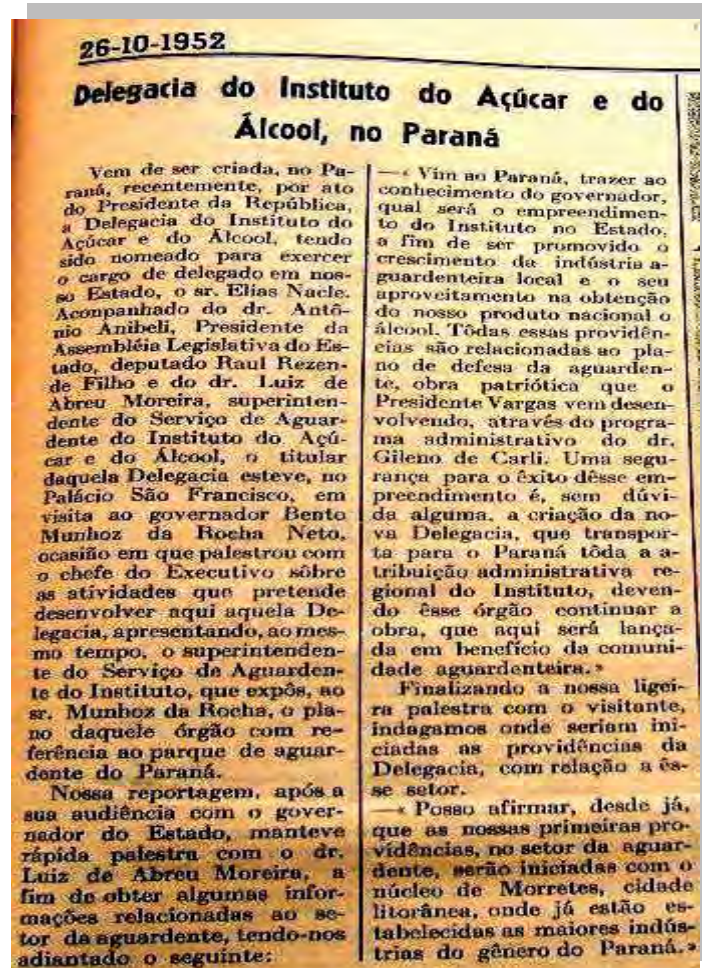 26-10-1952
Delegacia do Instituto do Açúcar e do
Álcool, no Paraná
Vem de ser criada, no Pa-
raná, recentemente, por ato
do Presidente da República,
a Delegacia do Instituto do
Açúcar e do Álcool, tendo
sido nomeado para exercer
o cargo de delegado em nos-
so Estado, o sr. Elias Nacle.
Acompanhado do dr. Antô-
nio Anibeli, Presidente da
Assembléia Legislativa do Es-
tado, deputado Raul Rezen-
de Filho e do dr. Luiz de
Abreu Moreira, superinten-
dente do Serviço de Aguar-
dente do Instituto do Açú-
car e do Álcool, o titular
daquela Delegacia esteve, no
Palácio São Francisco, em
visita ao governador Bento
Munhoz da Rocha Neto,
ocasião em que palestrou com
o chefe do Executivo sôbre
as atividades que pretende
desenvolver aqui aquela De-
legacia, apresentando, ao mes-
mo tempo, o superintenden-
te do Serviço de Aguarden-
te do Instituto, que expôs, ao
sr. Munhoz da Rocha, o pla-
no daquele órgão com re-
ferência ao parque de aguar-
dente do Paraná.
Nossa reportagem, após a
sua audiência com o gover-
nador do Estado, manteve
rápida palestra com o dr.
Luiz de Abreu Moreira, a
fim de obter algumas infor-
mações relacionadas ao se-
tor da aguardente, tendo-nos
adiantado o seguinte:
—« Vim ao Paraná, trazer ao
conhecimento do governador,
qual será o empreendimen-
to do Instituto no Estado,
a fim de ser promovido o
crescimento da indústria a-
guardenteira local e o seu
aproveitamento na obtenção
do nosso produto nacional o
álcool. Tôdas essas providên-
cias são relacionadas ao pla-
no de defesa da aguarden-
te, obra patriótica que o
Presidente Vargas vem desen-
volvendo, através do progra-
ma administrativo do dr.
Gileno de Carli. Uma segu-
rança para o êxito dêsse em-
preendimento é, sem dúvi-
da alguma, a criação da no-
va Delegacia, que transpor-
ta para o Paraná tôda a a-
tribuição administrativa re-
gional do Instituto, deven-
do êsse órgão continuar a
obra, que aqui será lança-
da em benefício da comuni-
dade aguardenteira.»
Finalizando a nossa ligei-
ra palestra com o visitante,
indagamos onde seriam ini-
ciadas as providências da
Delegacia, com relação a ês-
se setor.
—« Posso afirmar, desde já,
que as nossas primeiras pro-
vidências, no setor da aguar-
dente, serão iniciadas com o
núcleo de Morretes, cidade
litorânea, onde já estão es-
tabelecidas as maiores indús-
trias do gênero do Paraná.»